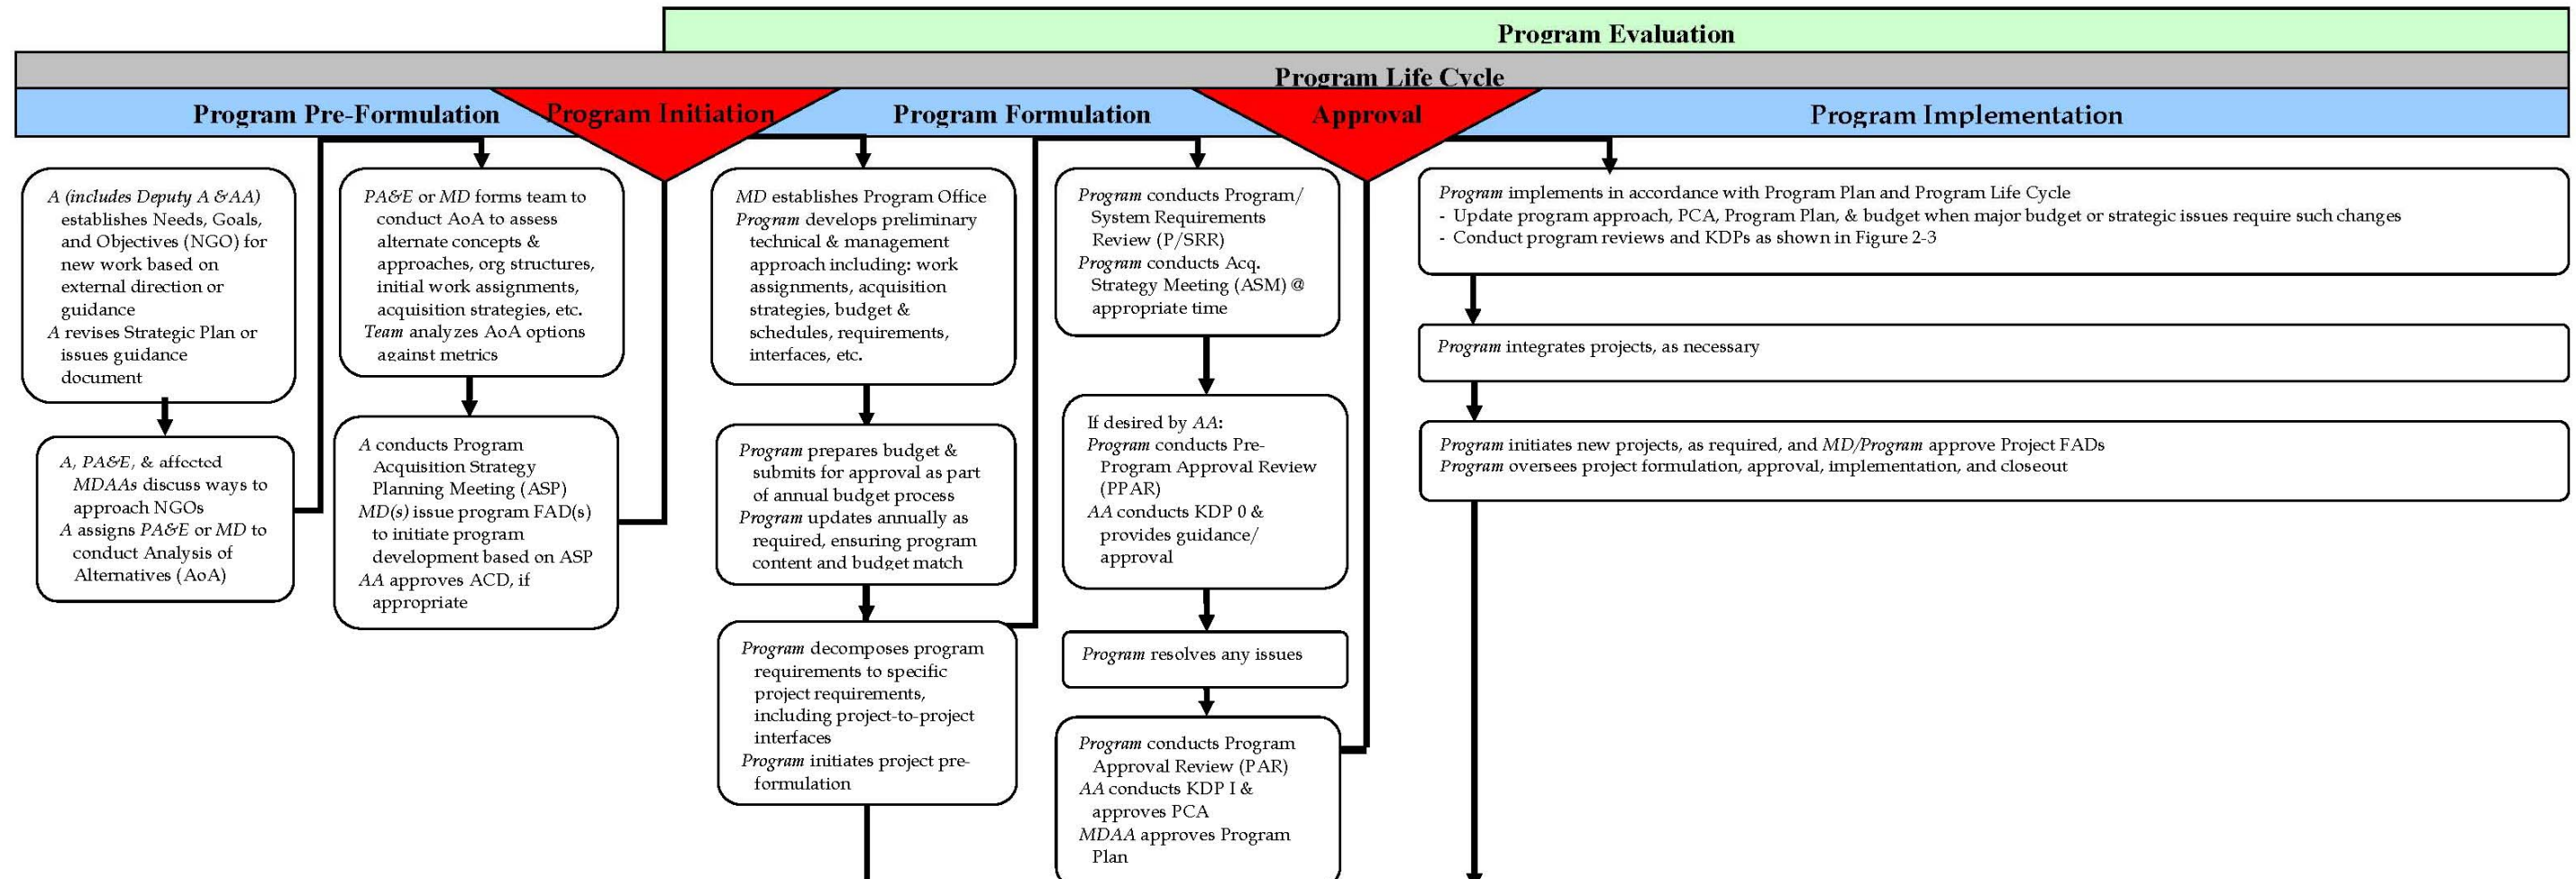 Program Evaluation
Program Life Cycle
Program Pre-Formulation
Program Initiation
Program Formulation
Approval
Program Implementation
A (includes Deputy A &AA)
establishes Needs, Goals,
and Objectives (NGO) for
new work based on
external direction or
guidance
A revises Strategic Plan or
issues guidance
document
A, PA&E, & affected
MDAAs discuss ways to
approach NGOs
A assigns PA&E or MD to
conduct Analysis of
Alternatives (AoA)
PA&E or MD forms team to
conduct AoA to assess
alternate concepts &
approaches, org structures,
initial work assignments,
acquisition strategies, etc.
Team analyzes AoA options
against metrics
A conducts Program
Acquisition Strategy
Planning Meeting (ASP)
MD(s) issue program FAD(s)
to initiate program
development based on ASP
AA approves ACD, if
appropriate
MD establishes Program Office
Program develops preliminary
technical & management
approach including: work
assignments, acquisition
strategies, budget &
schedules, requirements,
interfaces, etc.
Program prepares budget &
submits for approval as part
of annual budget process
Program updates annually as
required, ensuring program
content and budget match
Program decomposes program
requirements to specific
project requirements,
including project-to-project
interfaces
Program initiates project pre-
formulation
Program conducts Program/
System Requirements
Review (P/SRR)
Program conducts Acq.
Strategy Meeting (ASM) @
appropriate time
If desired by AA:
Program conducts Pre-
Program Approval Review
(PPAR)
AA conducts KDP 0 &
provides guidance/
approval
Program resolves any issues
Program conducts Program
Approval Review (PAR)
AA conducts KDP I &
approves PCA
MDAA approves Program
Plan
Program implements in accordance with Program Plan and Program Life Cycle
- Update program approach, PCA, Program Plan, & budget when major budget or strategic issues require such changes
- Conduct program reviews and KDPs as shown in Figure 2-3
Program integrates projects, as necessary
Program initiates new projects, as required, and MD/Program approve Project FADs
Program oversees project formulation, approval, implementation, and closeout